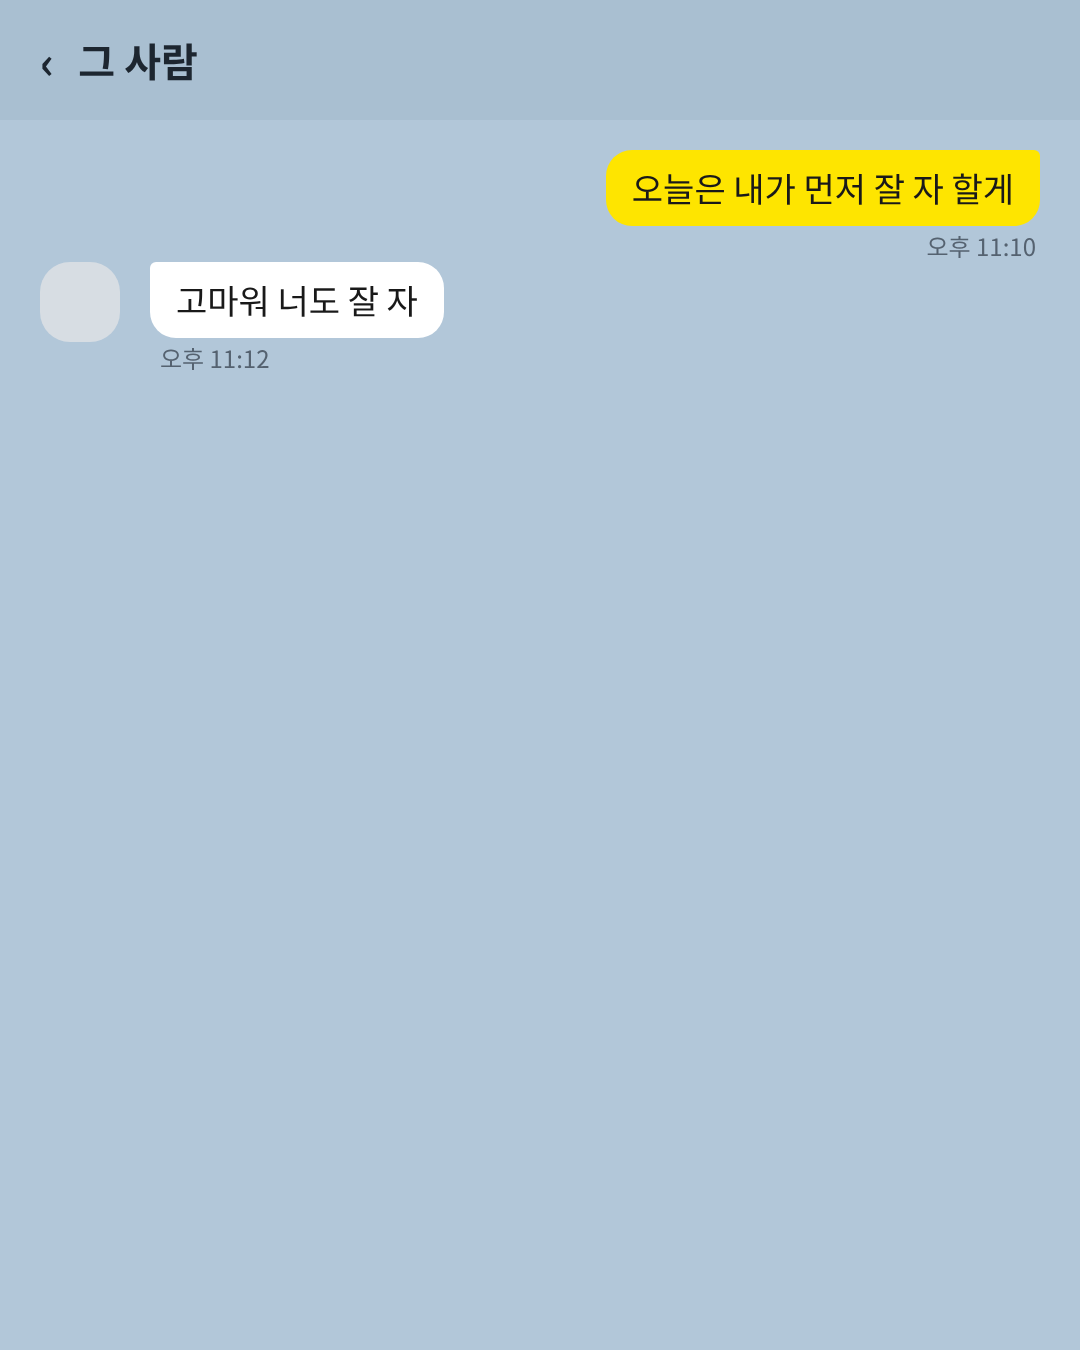 ‹ 그 사람
오늘은 내가 먼저 잘 자 할게
오후 11:10
고마워 너도 잘 자
오후 11:12